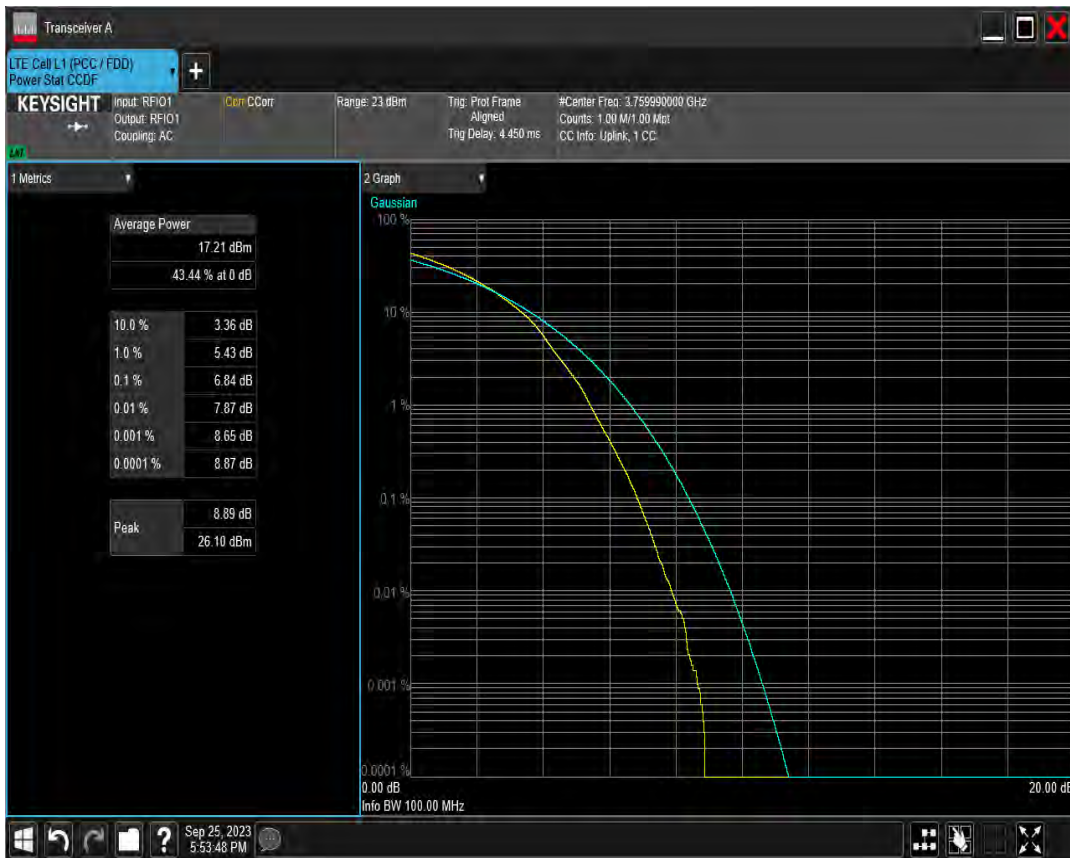 Transceiver A
LTE Cell L1 (PCC / FDD)
Power Stat CCDF
KEYSIGHT
Input: RFIO1
Output: RFIO1
Coupling: AC
Corr CCorr
Range: 23 dBm
Trig: Prot Frame
Aligned
Trig Delay: 4.450 ms
#Center Freq: 3.759990000 GHz
Counts: 1.00 M/1.00 Mpt
CC Info: Uplink, 1 CC
LXI
1 Metrics
Average Power
17.21 dBm
43.44 % at 0 dB
10.0 % 3.36 dB
1.0 % 5.43 dB
0.1 % 6.84 dB
0.01 % 7.87 dB
0.001 % 8.65 dB
0.0001 % 8.87 dB
Peak
8.89 dB
26.10 dBm
2 Graph
Gaussian
100 %
10 %
1 %
0.1 %
0.01 %
0.001 %
0.0001 %
0.00 dB 20.00 dB
Info BW 100.00 MHz
Sep 25, 2023
5:53:48 PM